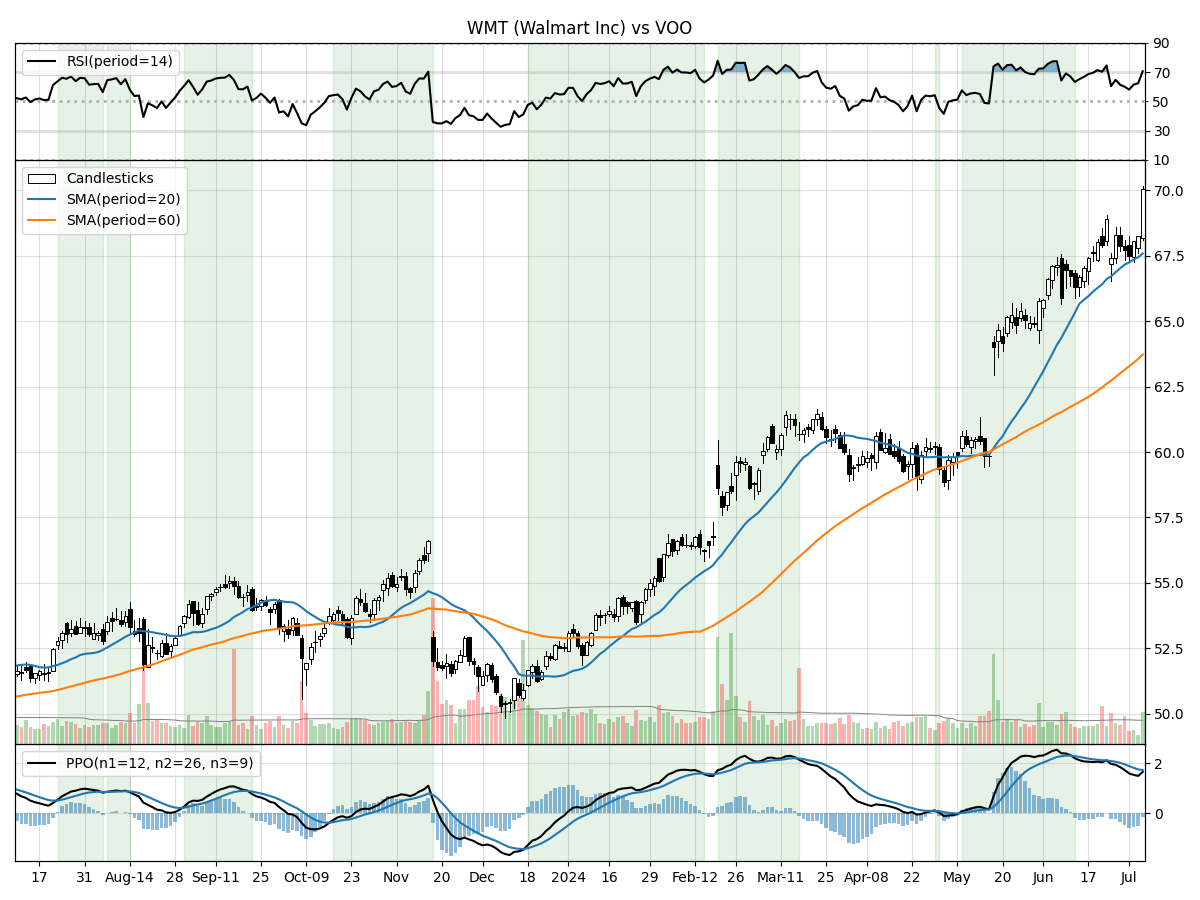 WMT (Walmart Inc) vs VOO
RSI(period=14)
90
70
50
30
10
Candlesticks
SMA(period=20)
SMA(period=60)
70.0
67.5
65.0
62.5
60.0
57.5
55.0
52.5
50.0
PPO(n1=12, n2=26, n3=9)
2
0
17 31 Aug-14 28 Sep-11 25 Oct-09 23 Nov 20 Dec 18 2024 16 29 Feb-12 26 Mar-11 25 Apr-08 22 May 20 Jun 17 Jul